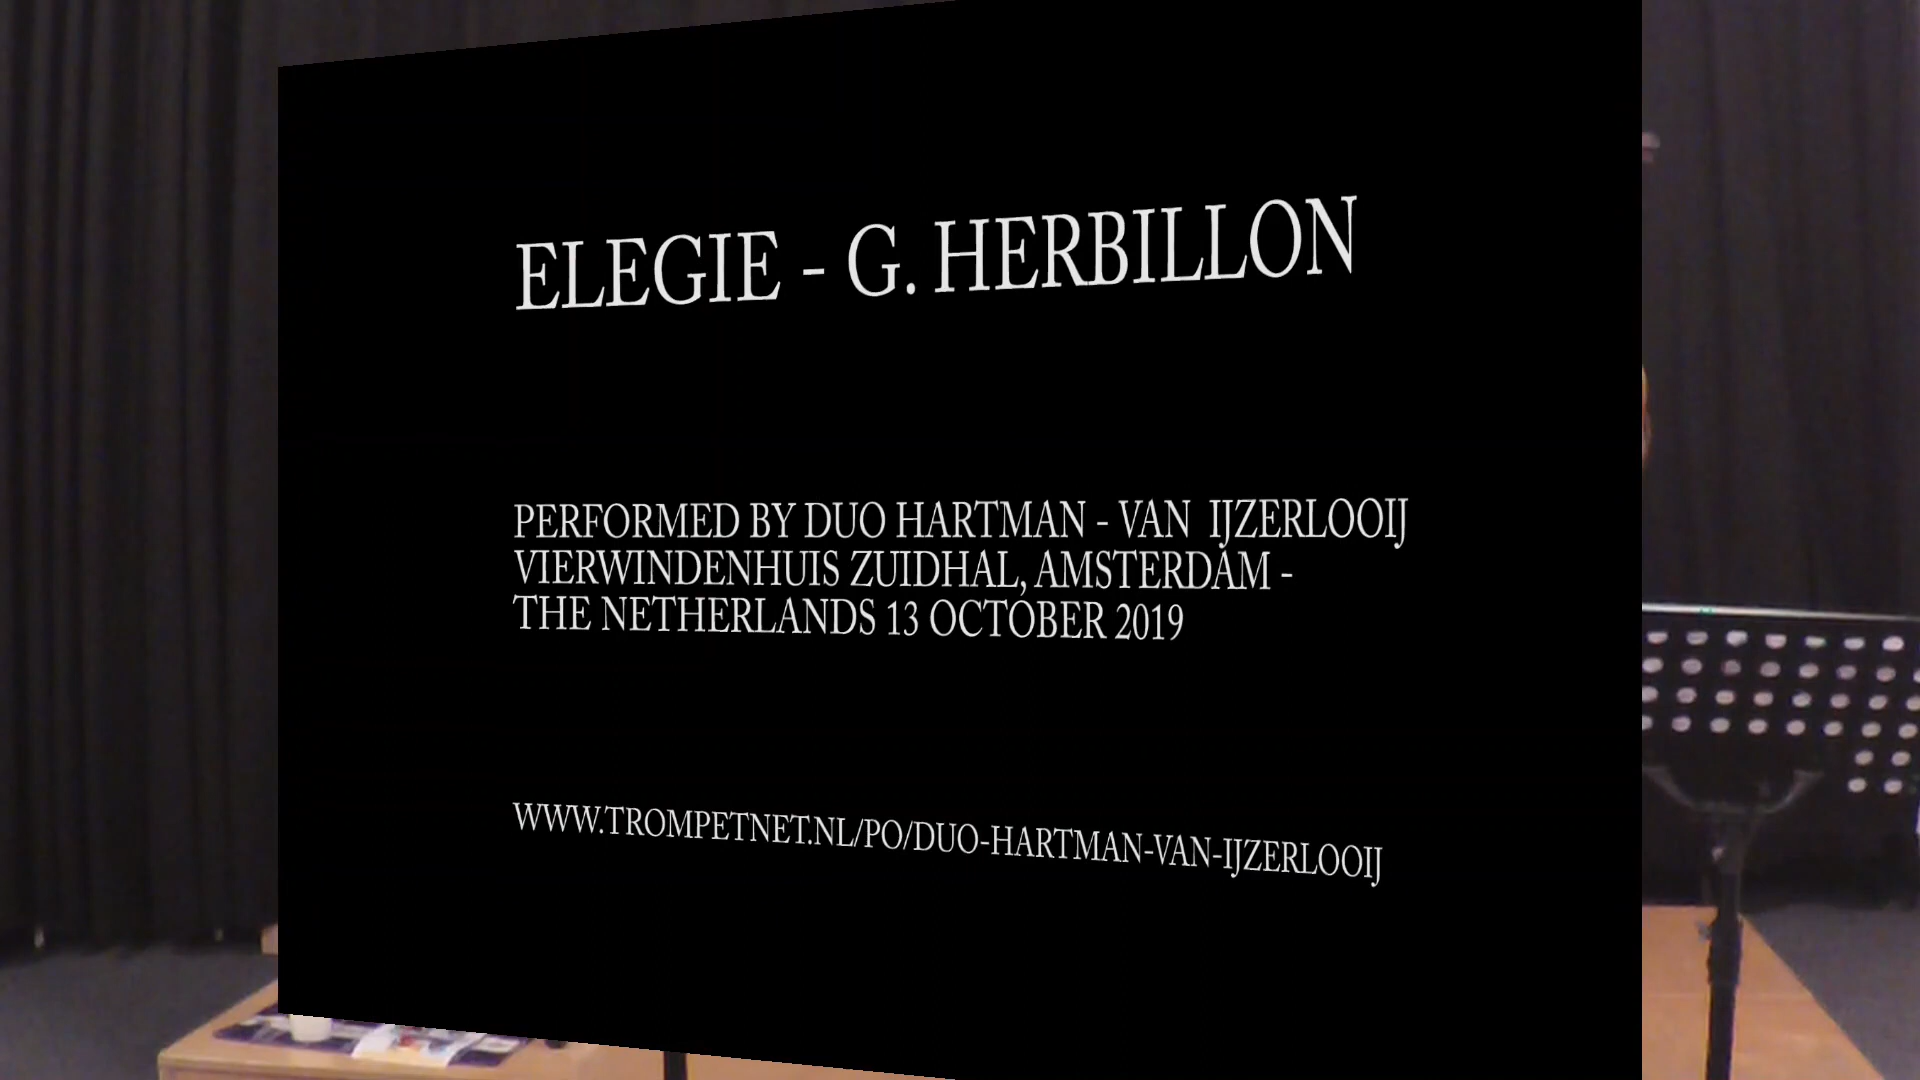 ELEGIE - G. HERBILLON
PERFORMED BY DUO HARTMAN - VAN IJZERLOOIJ
VIERWINDENHUIS ZUIDHAL, AMSTERDAM -
THE NETHERLANDS 13 OCTOBER 2019
WWW.TROMPETNET.NL/PO/DUO-HARTMAN-VAN-IJZERLOOIJ